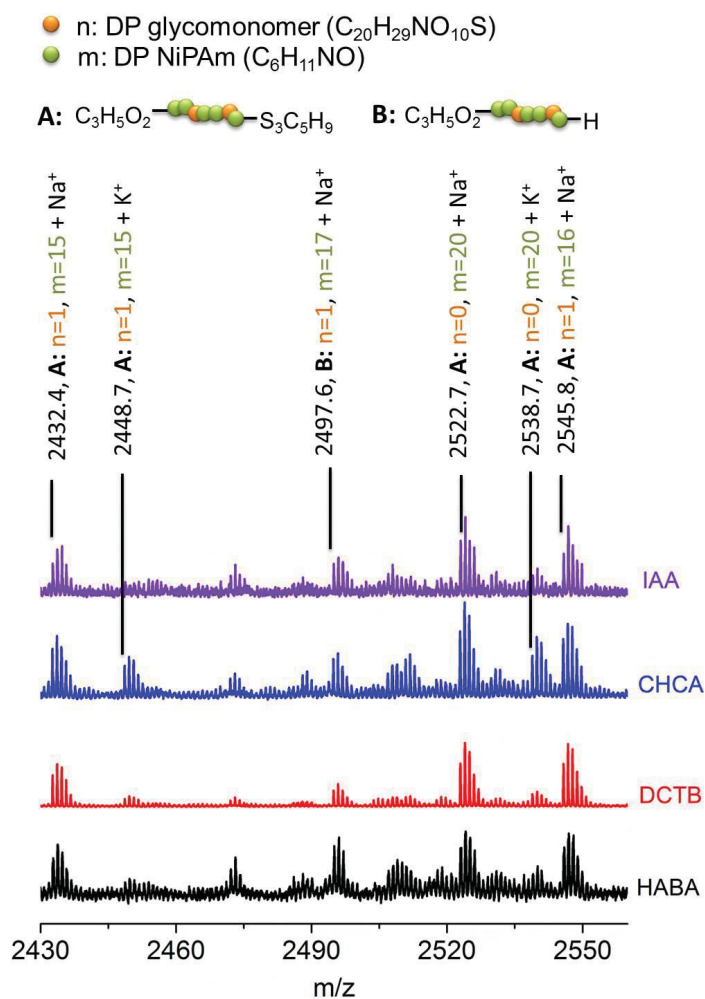 n: DP glycomonomer (C₂₀H₂₉NO₁₀S)
m: DP NiPAm (C₆H₁₁NO)
A: C₃H₅O₂ S₃C₅H₉
B: C₃H₅O₂ H
2432.4, A: n=1, m=15 + Na⁺
2448.7, A: n=1, m=15 + K⁺
2497.6, B: n=1, m=17 + Na⁺
2522.7, A: n=0, m=20 + Na⁺
2538.7, A: n=0, m=20 + K⁺
2545.8, A: n=1, m=16 + Na⁺
IAA
CHCA
DCTB
HABA
2430 2460 2490 2520 2550
m/z